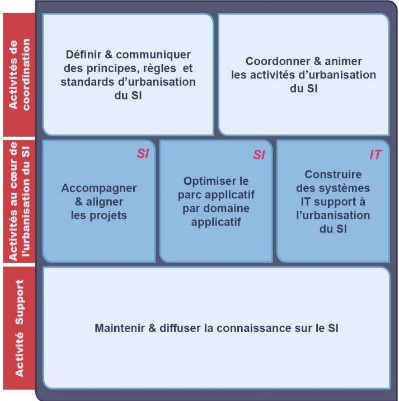 Activités de
coordination
Définir & communiquer
des principes, règles et
standards d'urbanisation
du SI
Coordonner & animer
les activités d'urbanisation
du SI
Activités au cœur de
l'urbanisation du SI
SI
Accompagner
& aligner
les projets
SI
Optimiser le
parc applicatif
par domaine
applicatif
IT
Construire
des systèmes
IT support à
l'urbanisation
du SI
Activité Support
Maintenir & diffuser la connaissance sur le SI